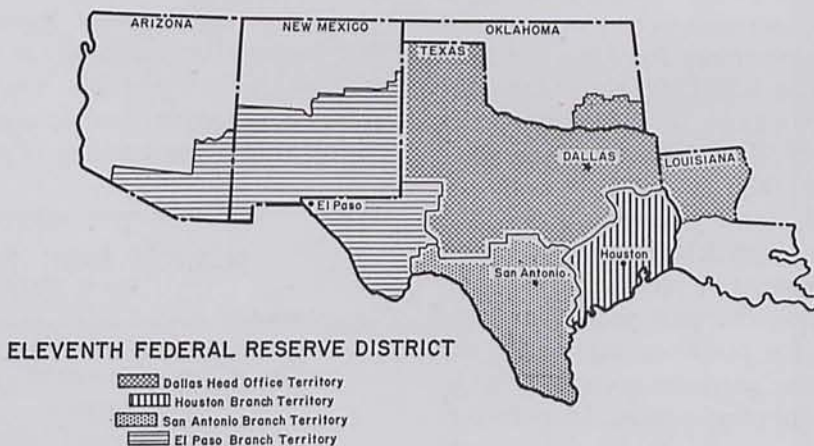 ARIZONA
NEW MEXICO
OKLAHOMA
TEXAS
DALLAS
LOUISIANA
El Paso
San Antonio
Houston
ELEVENTH FEDERAL RESERVE DISTRICT
Dallas Head Office Territory
Houston Branch Territory
San Antonio Branch Territory
El Paso Branch Territory